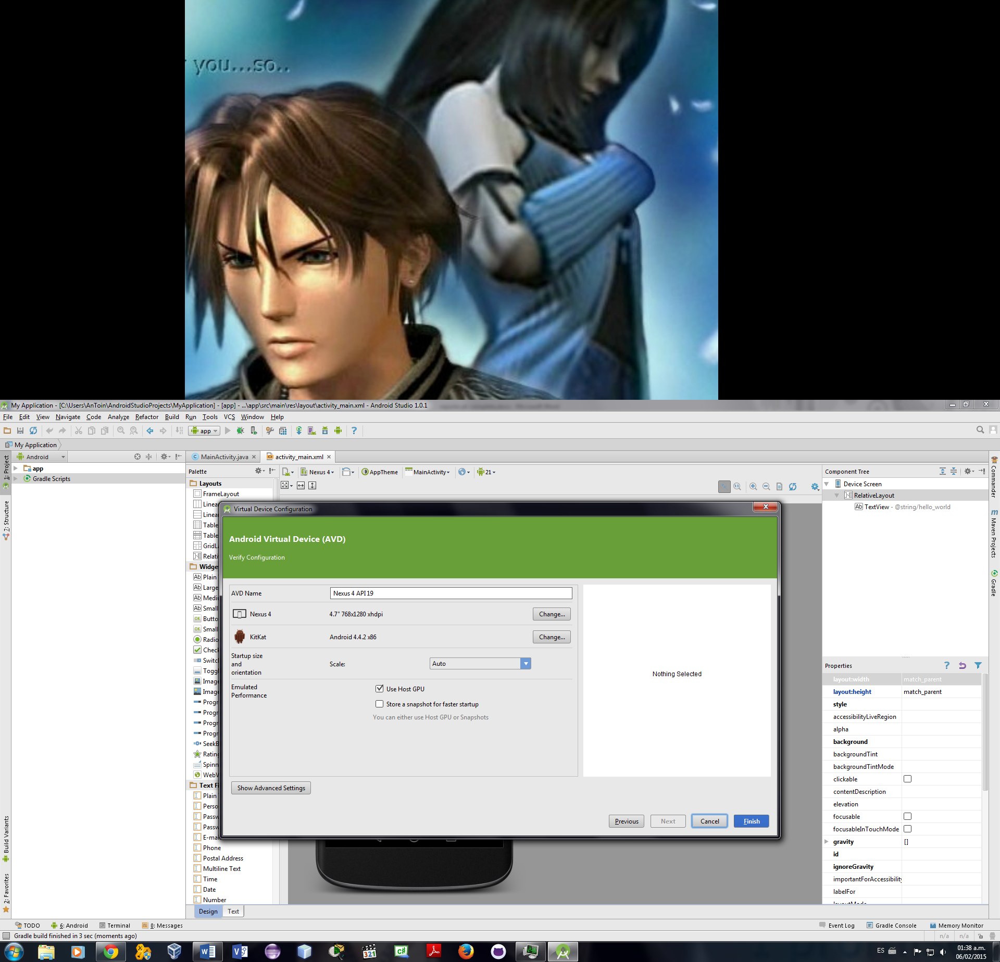 you...so..
My Application - [C:\Users\AnToin\AndroidStudioProjects\MyApplication] - [app] - ...\app\src\main\res\layout\activity_main.xml - Android Studio 1.0.1
File Edit View Navigate Code Analyze Refactor Build Run Tools VCS Window Help
app
My Application
1: Project
7: Structure
Build Variants
2: Favorites
Android
app
Gradle Scripts
MainActivity.java
activity_main.xml
Palette
Nexus 4
AppTheme
MainActivity
21
Layouts
FrameLayout
Linea
Linea
Table
Table
GridLa
Relati
Widge
Plain
Large
Mediu
Small
Butto
Small
Radio
Check
Switch
Toggl
Image
Image
Progr
Progr
Progr
Progr
SeekB
Rating
Spinn
WebV
Text Fi
Plain
Perso
Passw
Passw
E-mai
Phone
Postal Address
Multiline Text
Time
Date
Number
Design Text
Virtual Device Configuration
Android Virtual Device (AVD)
Verify Configuration
AVD Name Nexus 4 API 19
Nexus 4 4.7" 768x1280 xhdpi Change...
KitKat Android 4.4.2 x86 Change...
Startup size
and
orientation
Scale: Auto
Emulated
Performance
Use Host GPU
Store a snapshot for faster startup
You can either use Host GPU or Snapshots
Nothing Selected
Show Advanced Settings
Previous Next Cancel Finish
Component Tree
Device Screen
RelativeLayout
TextView - @string/hello_world
Properties
layout:width match_parent
layout:height match_parent
style
accessibilityLiveRegion
alpha
background
backgroundTint
backgroundTintMode
clickable
contentDescription
elevation
focusable
focusableInTouchMode
gravity []
id
ignoreGravity
importantForAccessibility
labelFor
Commander
Maven Projects
Gradle
TODO 6: Android Terminal 0: Messages Event Log Gradle Console Memory Monitor
Gradle build finished in 3 sec (moments ago) n/a n/a
ES
01:38 a.m.
06/02/2015